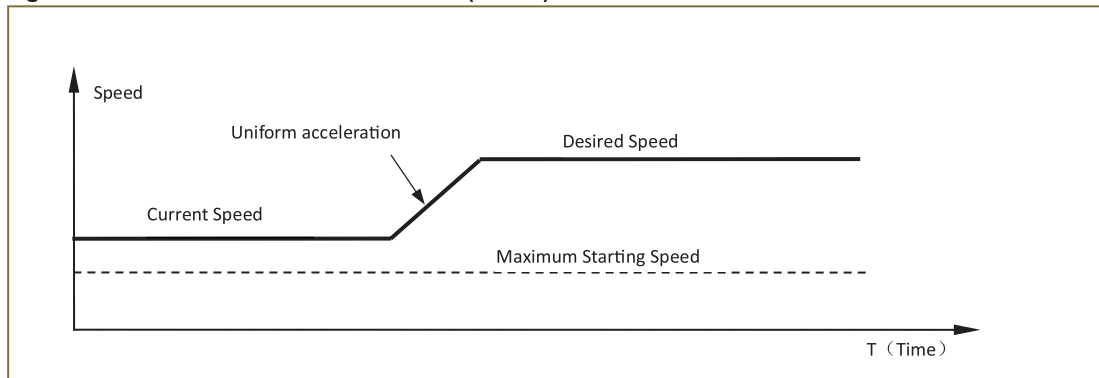 Speed
Uniform acceleration
Desired Speed
Current Speed
Maximum Starting Speed
T（Time）